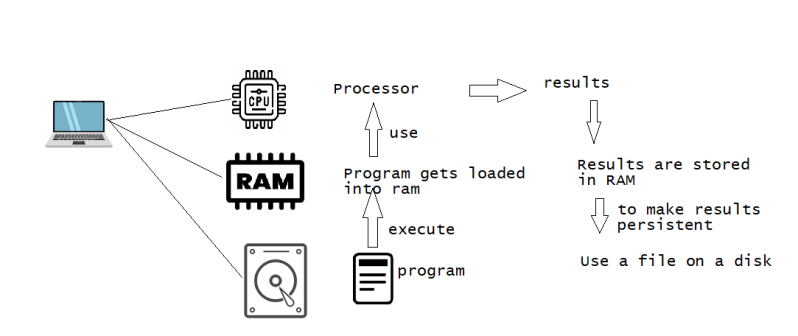 CPU
Processor
results
use
RAM
Program gets loaded
into ram
Results are stored
in RAM
execute
to make results
persistent
program
Use a file on a disk